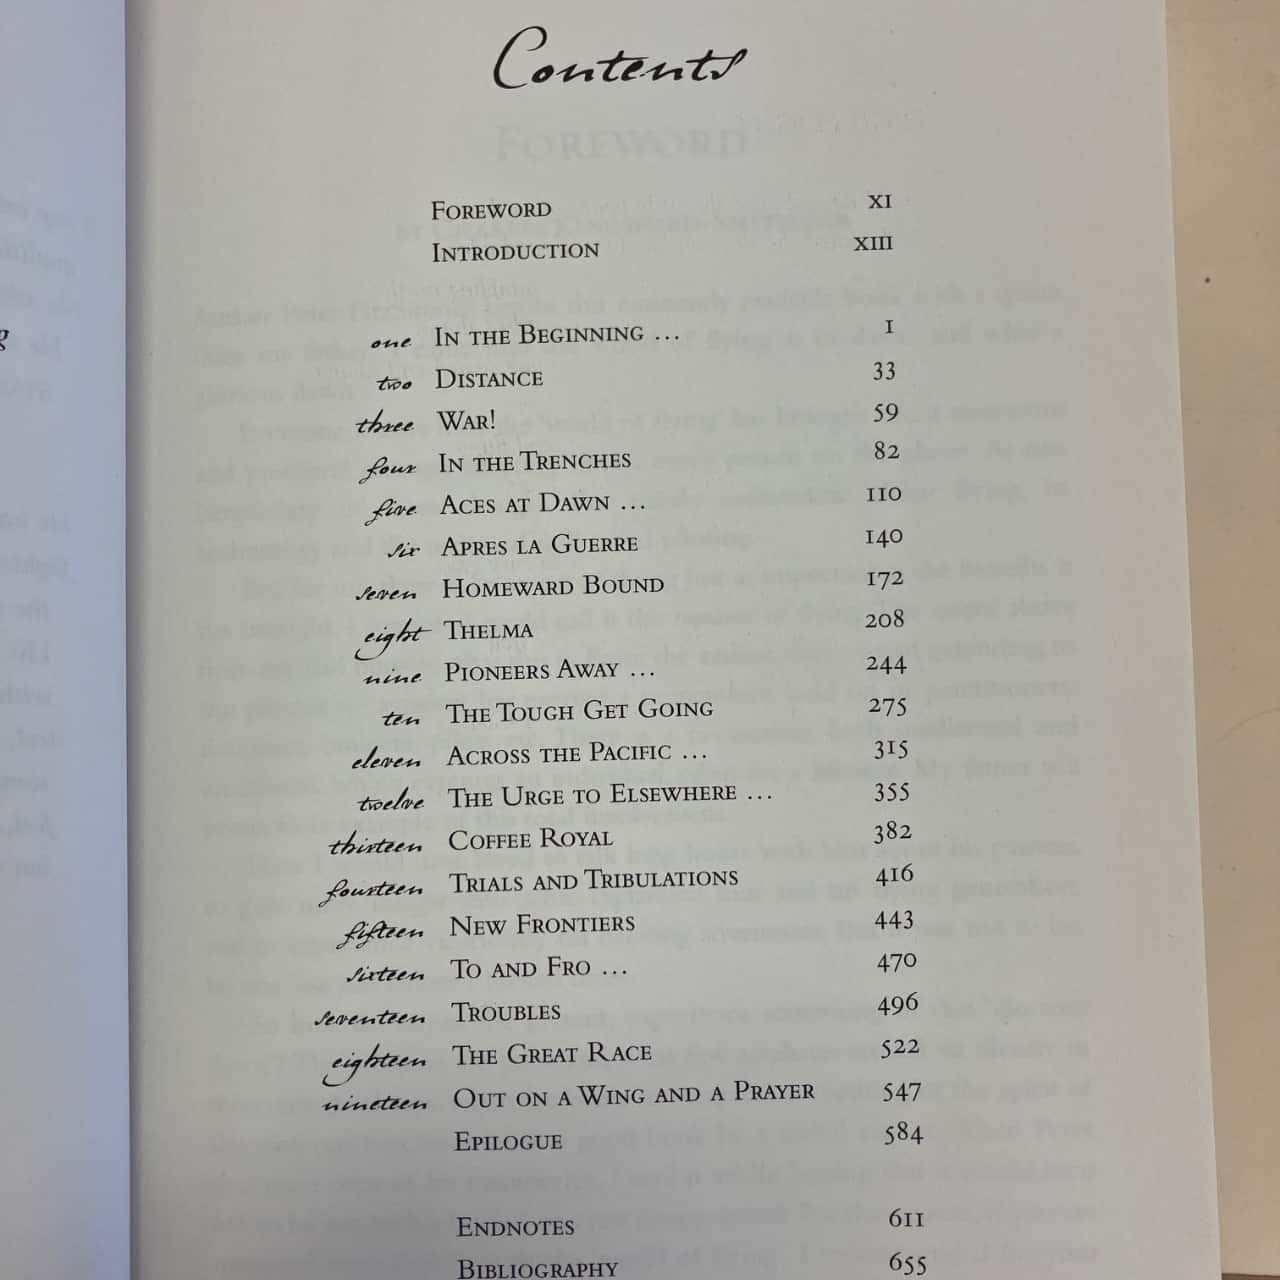 Contents
FOREWORD XI
INTRODUCTION XIII
one IN THE BEGINNING ... 1
two DISTANCE 33
three WAR! 59
four IN THE TRENCHES 82
five ACES AT DAWN ... 110
six APRES LA GUERRE 140
seven HOMEWARD BOUND 172
eight THELMA 208
nine PIONEERS AWAY ... 244
ten THE TOUGH GET GOING 275
eleven ACROSS THE PACIFIC ... 315
twelve THE URGE TO ELSEWHERE ... 355
thirteen COFFEE ROYAL 382
fourteen TRIALS AND TRIBULATIONS 416
fifteen NEW FRONTIERS 443
sixteen TO AND FRO ... 470
seventeen TROUBLES 496
eighteen THE GREAT RACE 522
nineteen OUT ON A WING AND A PRAYER 547
EPILOGUE 584
ENDNOTES 611
BIBLIOGRAPHY 655